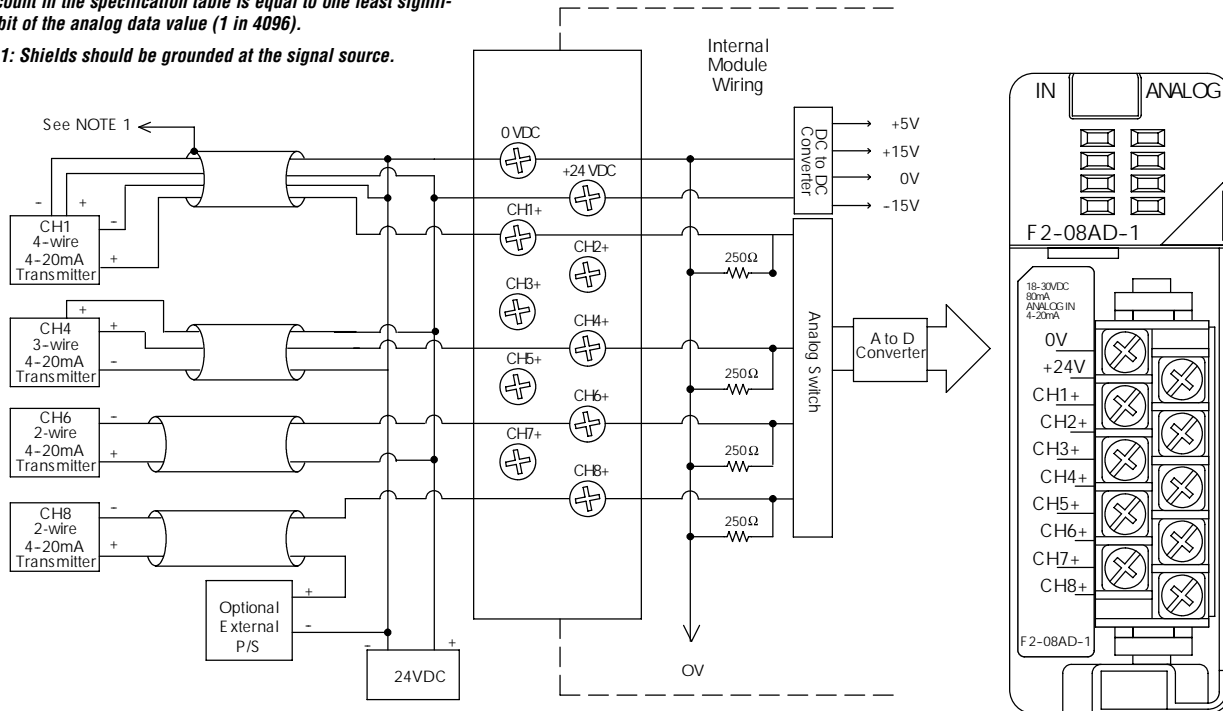 count in the specification table is equal to one least signifi-
bit of the analog data value (1 in 4096).
1: Shields should be grounded at the signal source.
See NOTE 1
Internal
Module
Wiring
0 VDC
+24 VDC
CH1+
CH2+
CH3+
CH4+
CH5+
CH6+
CH7+
CH8+
- +
-
+
CH1
4-wire
4-20mA
Transmitter
+
+
-
CH4
3-wire
4-20mA
Transmitter
-
+
CH6
2-wire
4-20mA
Transmitter
-
+
CH8
2-wire
4-20mA
Transmitter
Optional
External
P/S
+
-
- +
24VDC
250Ω
250Ω
250Ω
250Ω
0V
DC to DC
Converter
+5V
+15V
0V
-15V
Analog Switch
A to D
Converter
IN
ANALOG
F2-08AD-1
18-30VDC
80mA
ANALOG IN
4-20mA
0V
+24V
CH1+
CH2+
CH3+
CH4+
CH5+
CH6+
CH7+
CH8+
F2-08AD-1